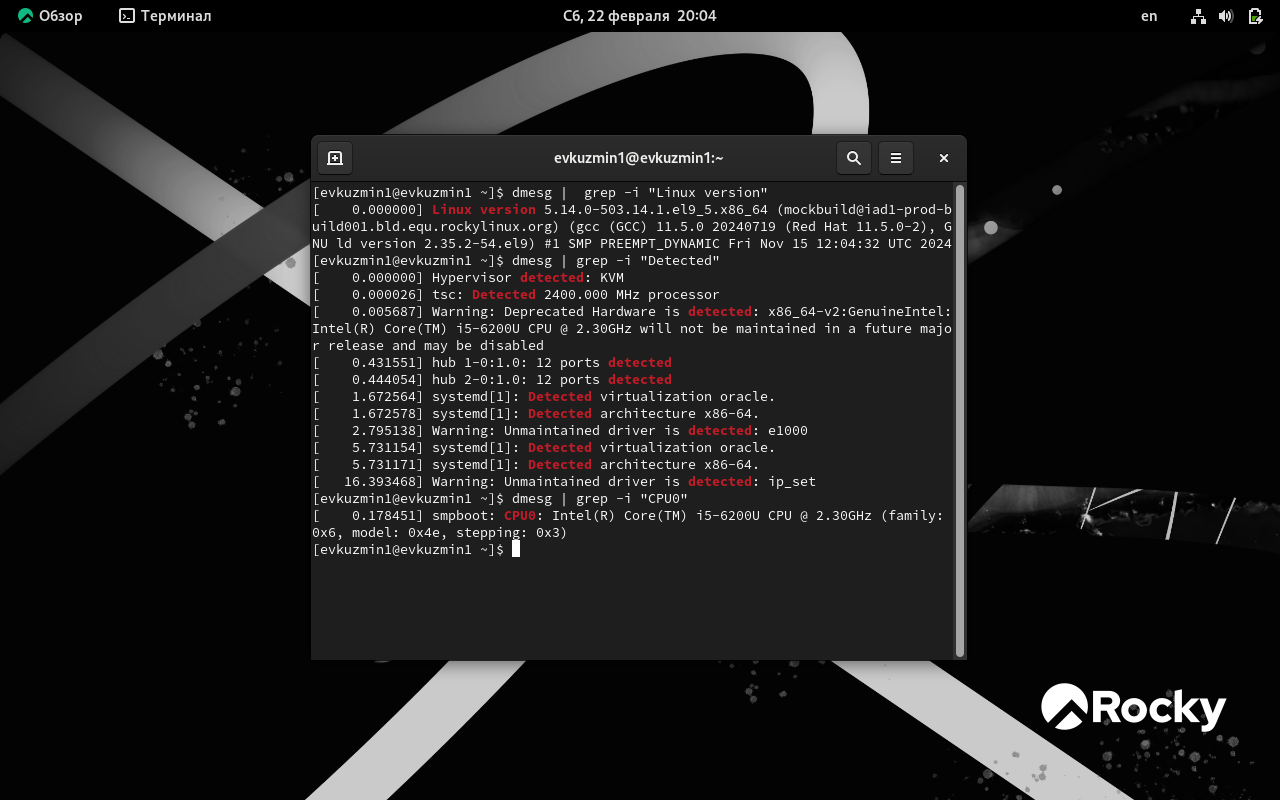 Обзор Терминал Сб, 22 февраля 20:04 en
evkuzmin1@evkuzmin1:~
[evkuzmin1@evkuzmin1 ~]$ dmesg |  grep -i "Linux version"
[    0.000000] Linux version 5.14.0-503.14.1.el9_5.x86_64 (mockbuild@iad1-prod-b
uild001.bld.equ.rockylinux.org) (gcc (GCC) 11.5.0 20240719 (Red Hat 11.5.0-2), G
NU ld version 2.35.2-54.el9) #1 SMP PREEMPT_DYNAMIC Fri Nov 15 12:04:32 UTC 2024
[evkuzmin1@evkuzmin1 ~]$ dmesg | grep -i "Detected"
[    0.000000] Hypervisor detected: KVM
[    0.000026] tsc: Detected 2400.000 MHz processor
[    0.005687] Warning: Deprecated Hardware is detected: x86_64-v2:GenuineIntel:
Intel(R) Core(TM) i5-6200U CPU @ 2.30GHz will not be maintained in a future majo
r release and may be disabled
[    0.431551] hub 1-0:1.0: 12 ports detected
[    0.444054] hub 2-0:1.0: 12 ports detected
[    1.672564] systemd[1]: Detected virtualization oracle.
[    1.672578] systemd[1]: Detected architecture x86-64.
[    2.795138] Warning: Unmaintained driver is detected: e1000
[    5.731154] systemd[1]: Detected virtualization oracle.
[    5.731171] systemd[1]: Detected architecture x86-64.
[   16.393468] Warning: Unmaintained driver is detected: ip_set
[evkuzmin1@evkuzmin1 ~]$ dmesg | grep -i "CPU0"
[    0.178451] smpboot: CPU0: Intel(R) Core(TM) i5-6200U CPU @ 2.30GHz (family:
0x6, model: 0x4e, stepping: 0x3)
[evkuzmin1@evkuzmin1 ~]$
Rocky